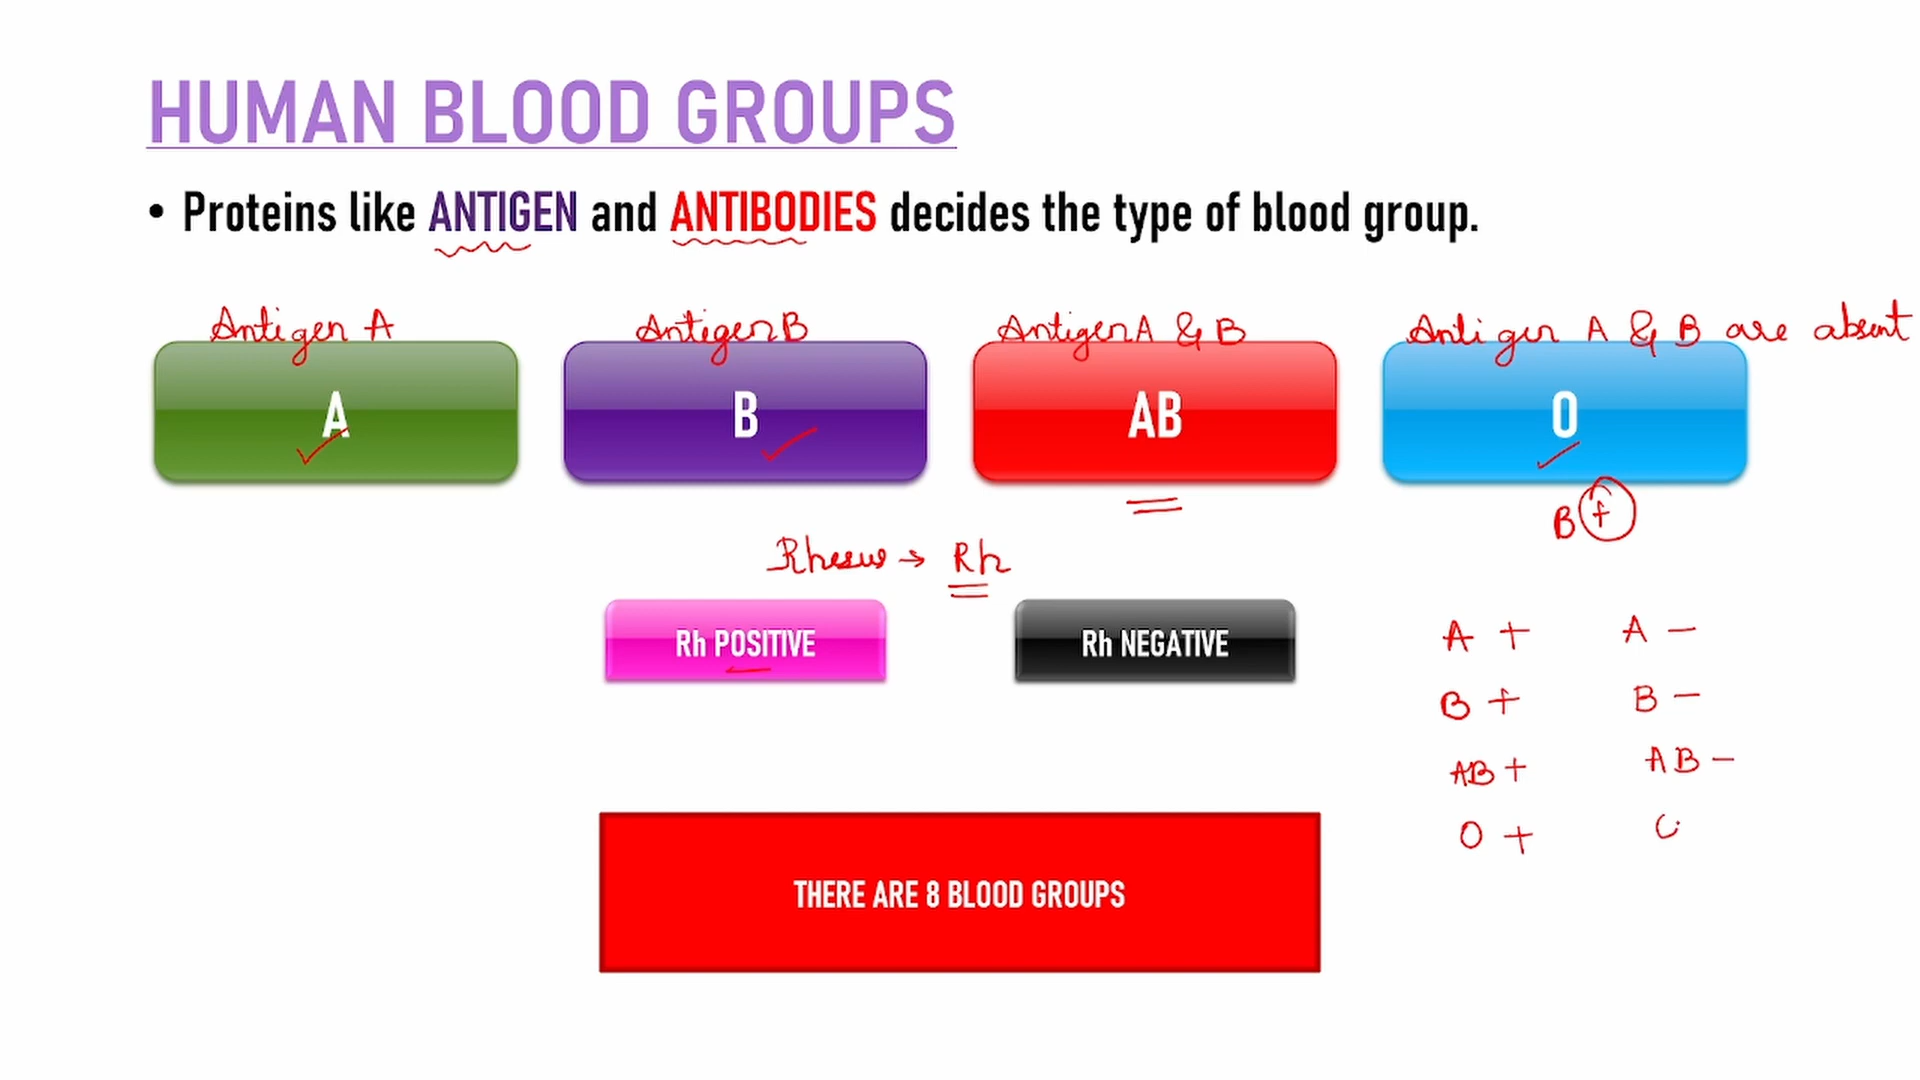 HUMAN BLOOD GROUPS
• Proteins like ANTIGEN and ANTIBODIES decides the type of blood group.
Antigen A Antigen B Antigen A & B Antigen A & B are absent
A B AB O
B +
Rhesus → Rh
Rh POSITIVE Rh NEGATIVE
A + A −
B + B −
AB + AB −
O +
THERE ARE 8 BLOOD GROUPS